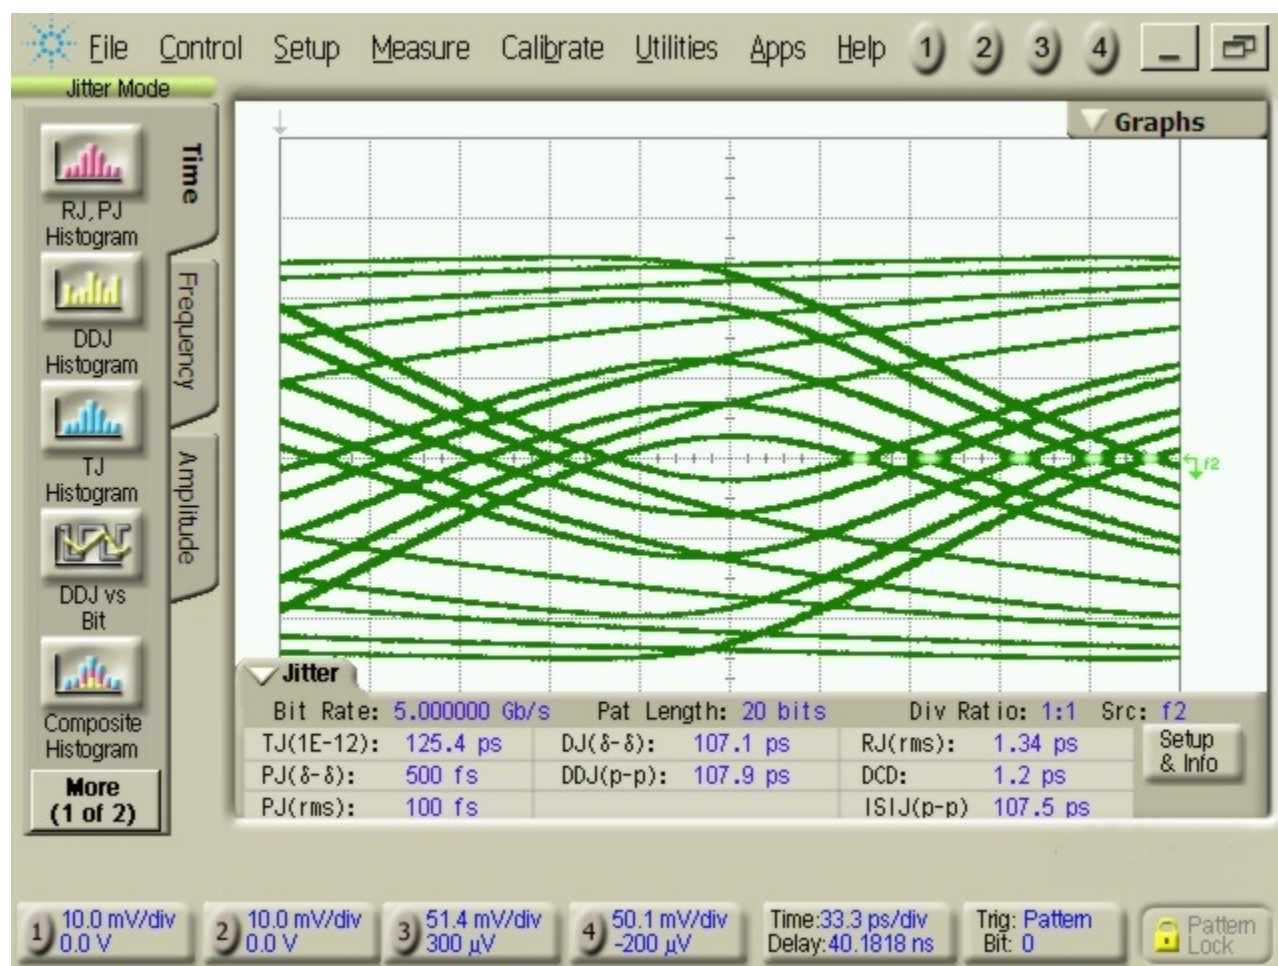 File Control Setup Measure Calibrate Utilities Apps Help 1 2 3 4
Jitter Mode
Graphs
Time
RJ, PJ
Histogram
Frequency
DDJ
Histogram
TJ
Histogram
Amplitude
f2
DDJ vs
Bit
Composite
Histogram
More
(1 of 2)
Jitter
Bit Rate: 5.000000 Gb/s Pat Length: 20 bits Div Ratio: 1:1 Src: f2
TJ(1E-12): 125.4 ps DJ(δ-δ): 107.1 ps RJ(rms): 1.34 ps
PJ(δ-δ): 500 fs DDJ(p-p): 107.9 ps DCD: 1.2 ps
PJ(rms): 100 fs ISIJ(p-p) 107.5 ps
Setup
& Info
1 10.0 mV/div
0.0 V
2 10.0 mV/div
0.0 V
3 51.4 mV/div
300 µV
4 50.1 mV/div
-200 µV
Time:33.3 ps/div
Delay:40.1818 ns
Trig: Pattern
Bit: 0
Pattern
Lock